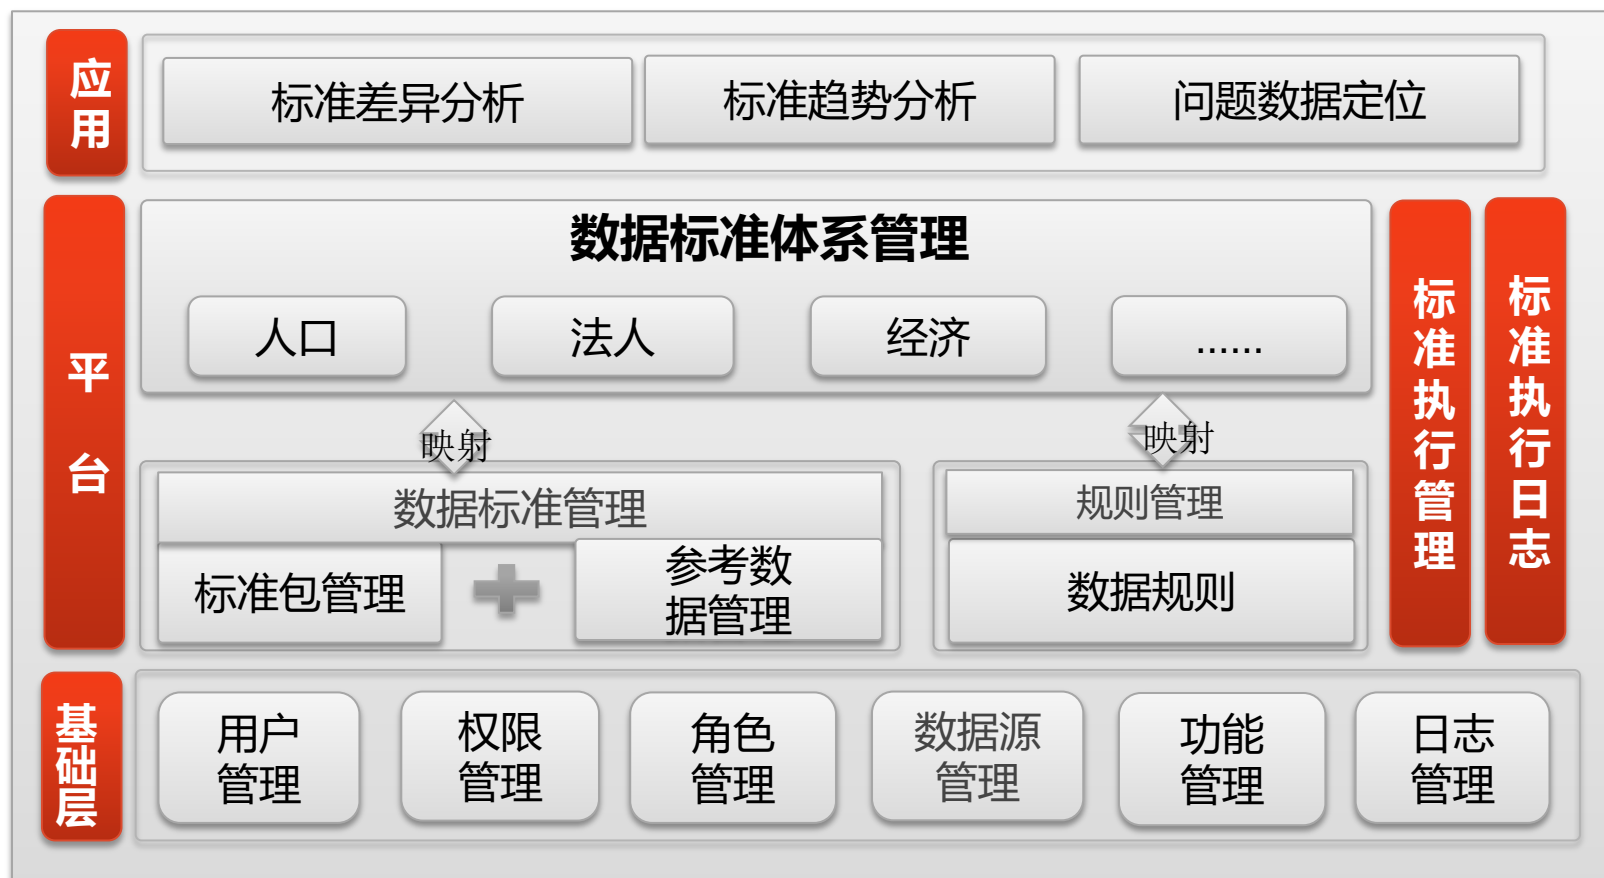 应用
标准差异分析
标准趋势分析
问题数据定位
平台
数据标准体系管理
人口
法人
经济
......
映射
映射
数据标准管理
标准包管理
参考数
据管理
规则管理
数据规则
标准执行管理
标准执行日志
基础层
用户
管理
权限
管理
角色
管理
数据源
管理
功能
管理
日志
管理